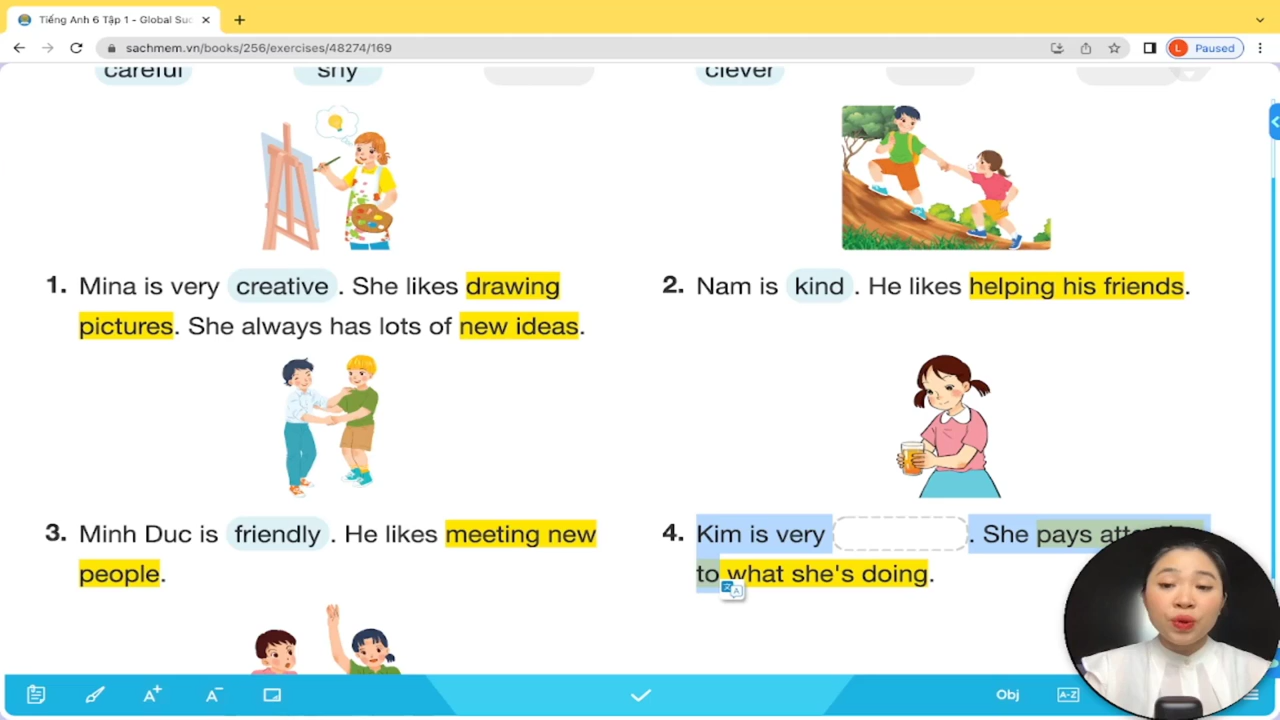 Tiếng Anh 6 Tập 1 - Global Suc
sachmem.vn/books/256/exercises/48274/169
L Paused
careful shy clever
1. Mina is very creative . She likes drawing
pictures. She always has lots of new ideas.
2. Nam is kind . He likes helping his friends.
3. Minh Duc is friendly . He likes meeting new
people.
4. Kim is very . She pays
to what she's doing.
A+ A- Obj A-Z